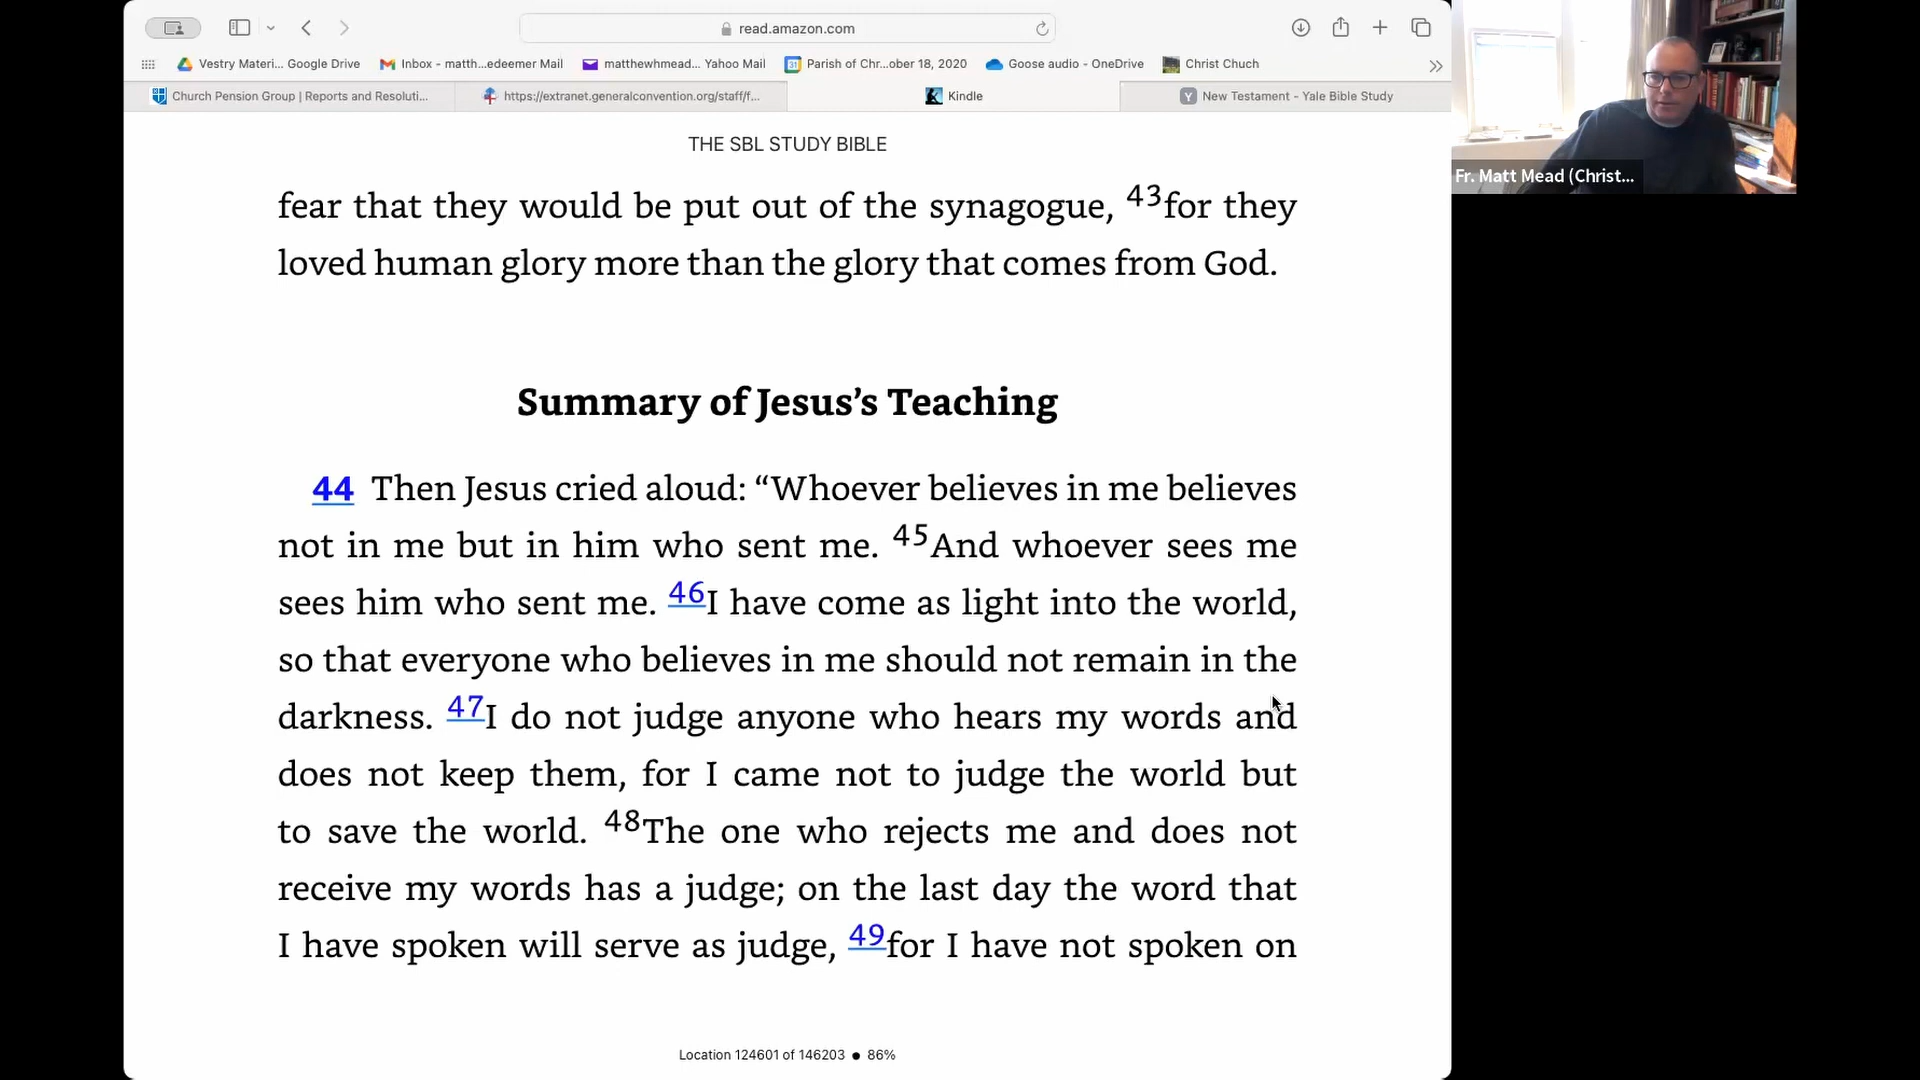 read.amazon.com
Vestry Materi... Google Drive
Inbox - matth...edeemer Mail
matthewhmead... Yahoo Mail
31
Parish of Chr...ober 18, 2020
Goose audio - OneDrive
Christ Chuch
Church Pension Group | Reports and Resoluti...
https://extranet.generalconvention.org/staff/f...
Kindle
Y
New Testament - Yale Bible Study
Fr. Matt Mead (Christ...
THE SBL STUDY BIBLE
fear that they would be put out of the synagogue, 43for they
loved human glory more than the glory that comes from God.
Summary of Jesus’s Teaching
44 Then Jesus cried aloud: “Whoever believes in me believes
not in me but in him who sent me. 45And whoever sees me
sees him who sent me. 46I have come as light into the world,
so that everyone who believes in me should not remain in the
darkness. 47I do not judge anyone who hears my words and
does not keep them, for I came not to judge the world but
to save the world. 48The one who rejects me and does not
receive my words has a judge; on the last day the word that
I have spoken will serve as judge, 49for I have not spoken on
Location 124601 of 146203 ● 86%